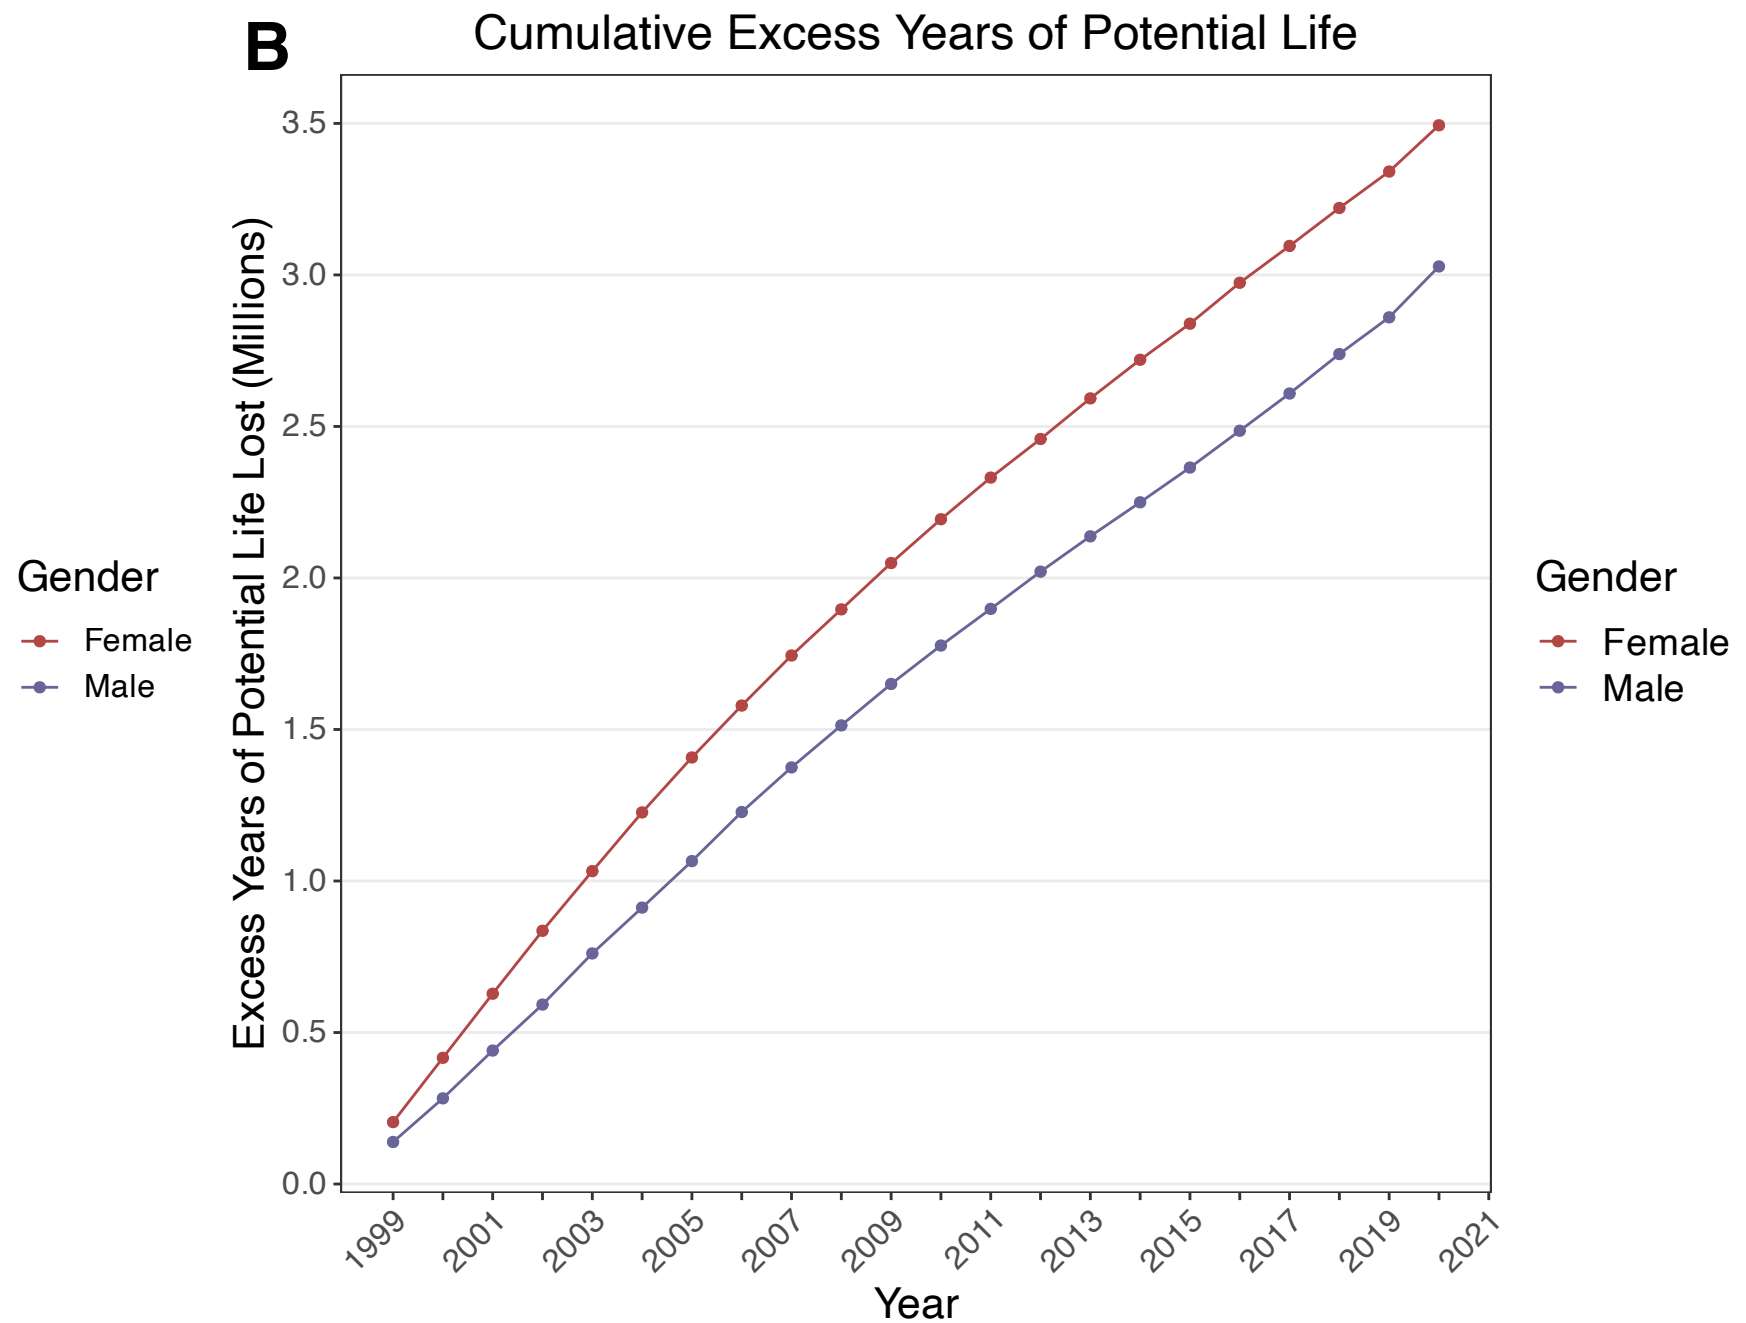 B
Cumulative Excess Years of Potential Life
Excess Years of Potential Life Lost (Millions)
3.5
3.0
2.5
2.0
1.5
1.0
0.5
0.0
1999
2001
2003
2005
2007
2009
2011
2013
2015
2017
2019
2021
Year
Gender
Female
Male
Gender
Female
Male